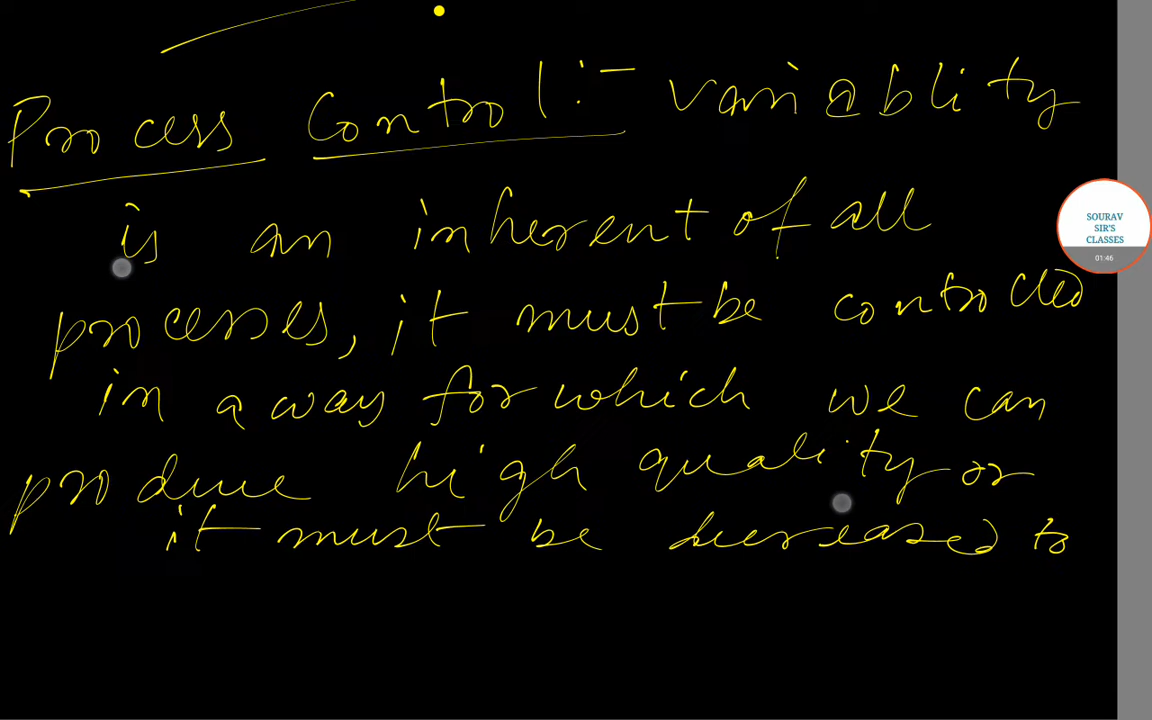 Process Control :- variablity
is an inherent of all
processes, it must be controlled
in a way for which we can
produce high quality or
it must be decreased to
SOURAV
SIR'S
CLASSES
01:46